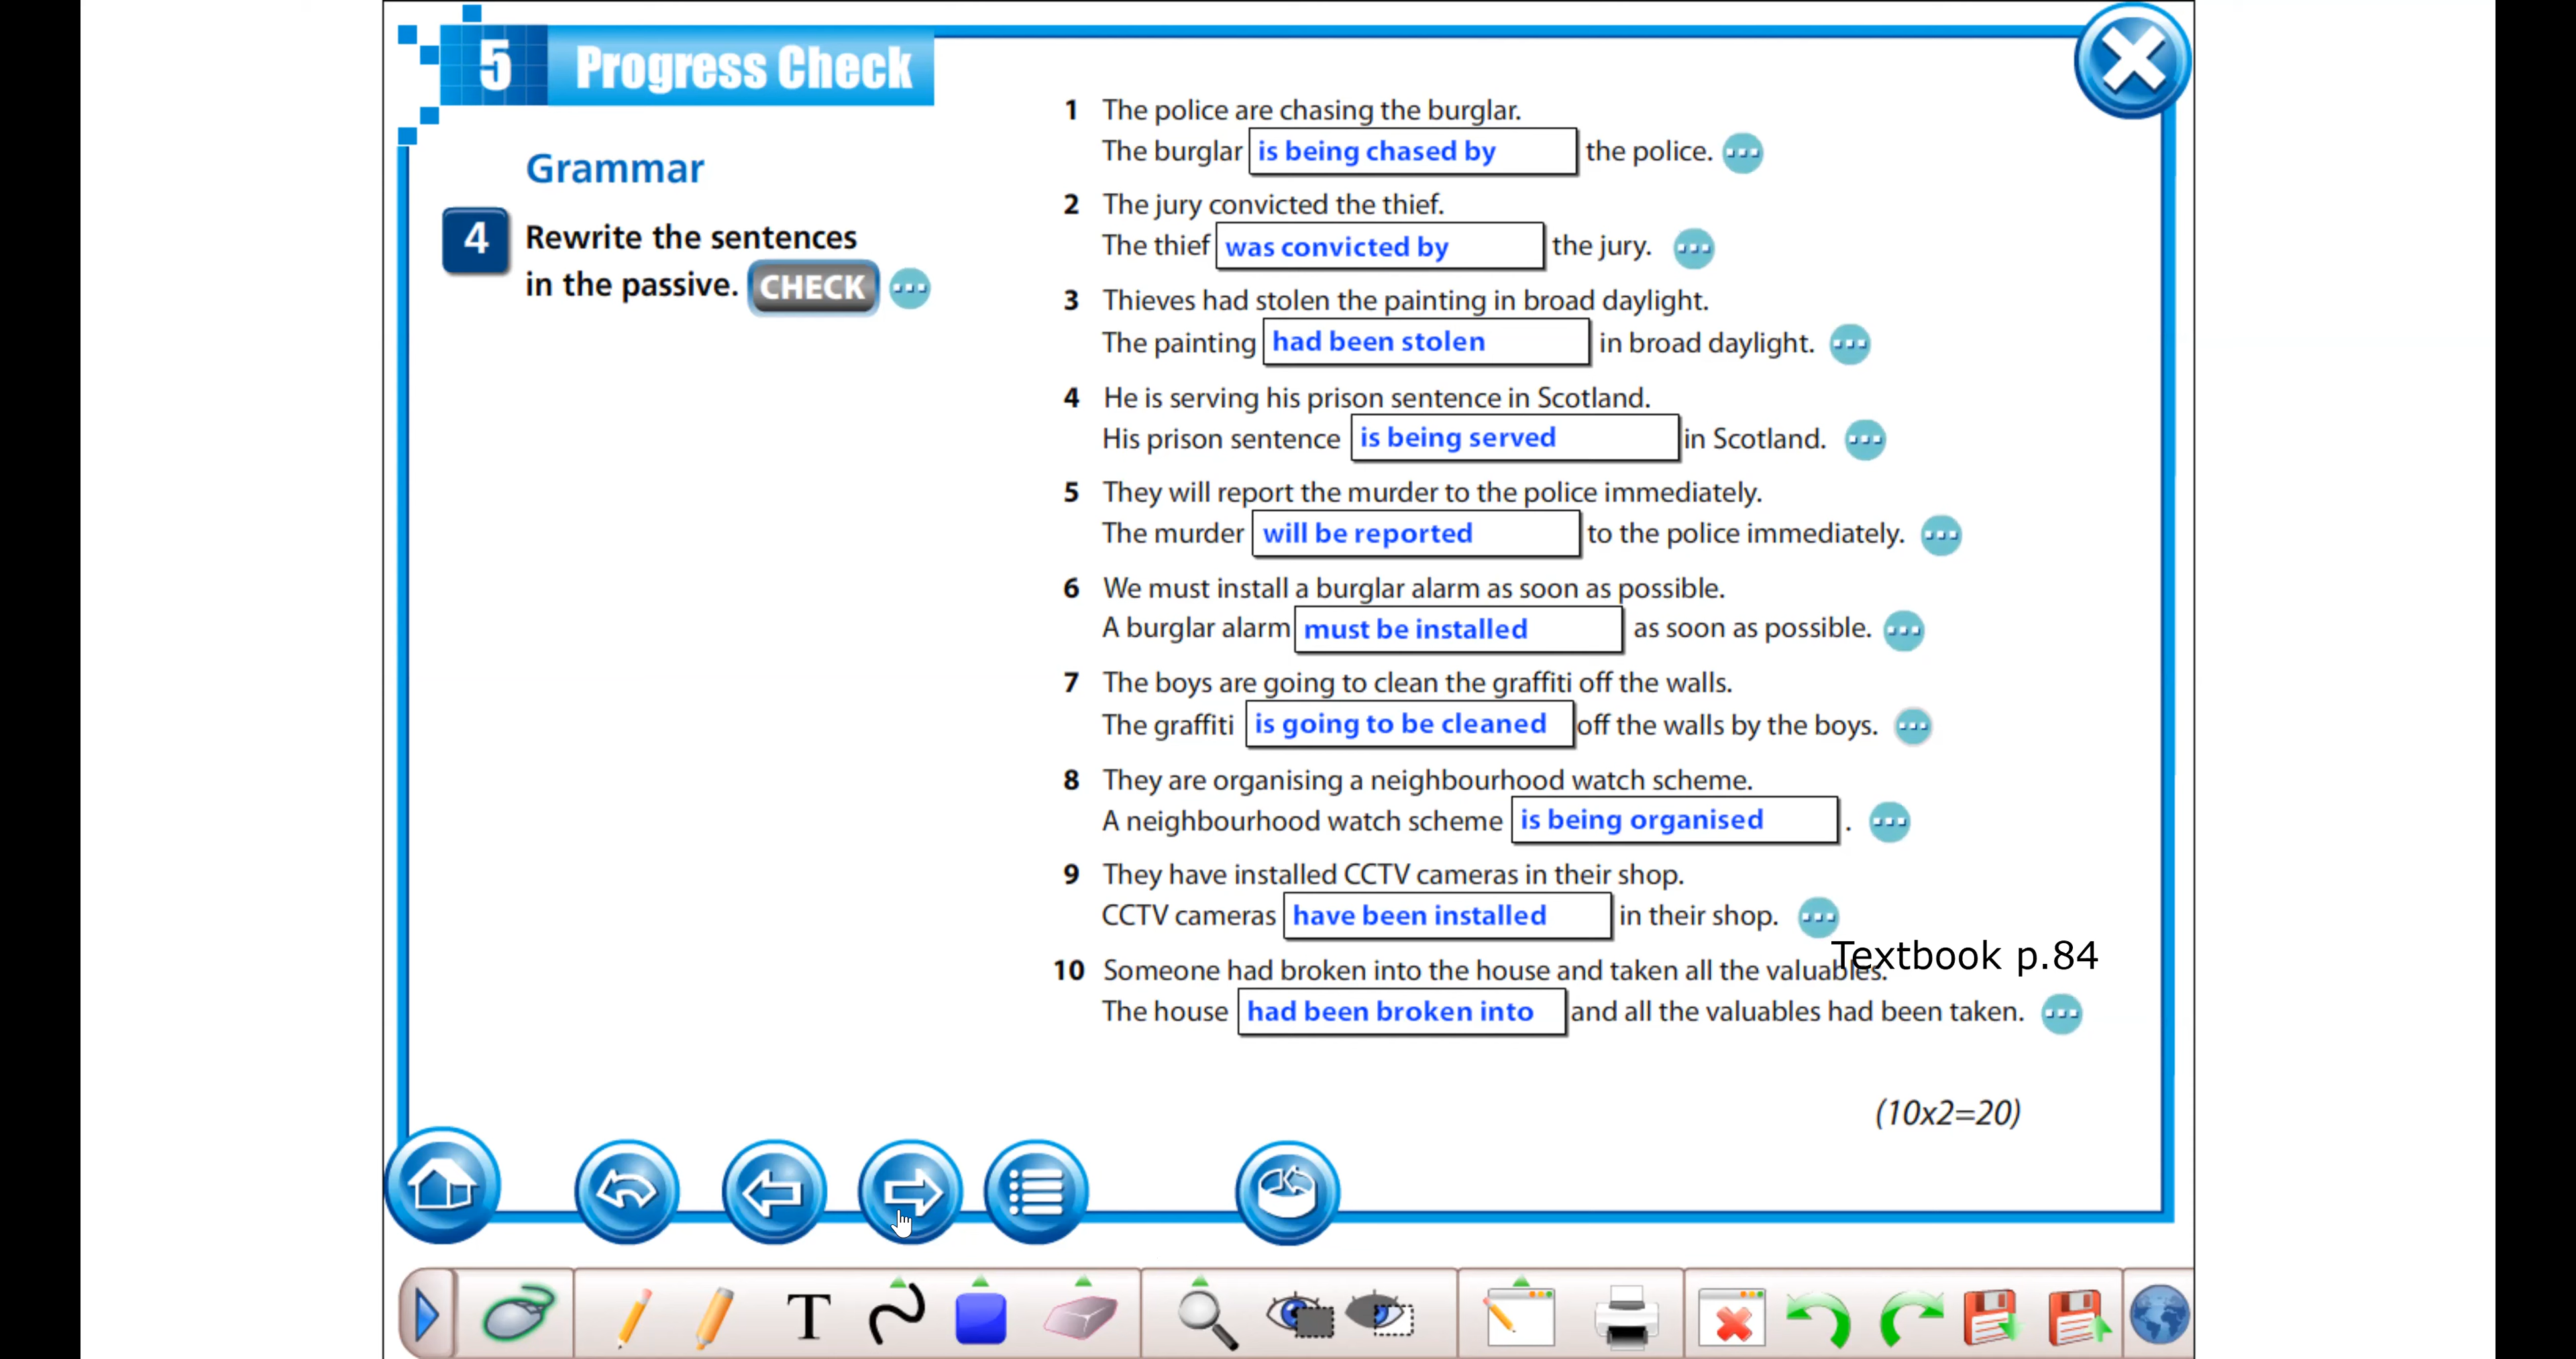 5 Progress Check
Grammar
4 Rewrite the sentences
in the passive. CHECK
1 The police are chasing the burglar.
The burglar is being chased by the police.
2 The jury convicted the thief.
The thief was convicted by the jury.
3 Thieves had stolen the painting in broad daylight.
The painting had been stolen in broad daylight.
4 He is serving his prison sentence in Scotland.
His prison sentence is being served in Scotland.
5 They will report the murder to the police immediately.
The murder will be reported to the police immediately.
6 We must install a burglar alarm as soon as possible.
A burglar alarm must be installed as soon as possible.
7 The boys are going to clean the graffiti off the walls.
The graffiti is going to be cleaned off the walls by the boys.
8 They are organising a neighbourhood watch scheme.
A neighbourhood watch scheme is being organised .
9 They have installed CCTV cameras in their shop.
CCTV cameras have been installed in their shop.
Textbook p.84
10 Someone had broken into the house and taken all the valuables.
The house had been broken into and all the valuables had been taken.
(10x2=20)
T